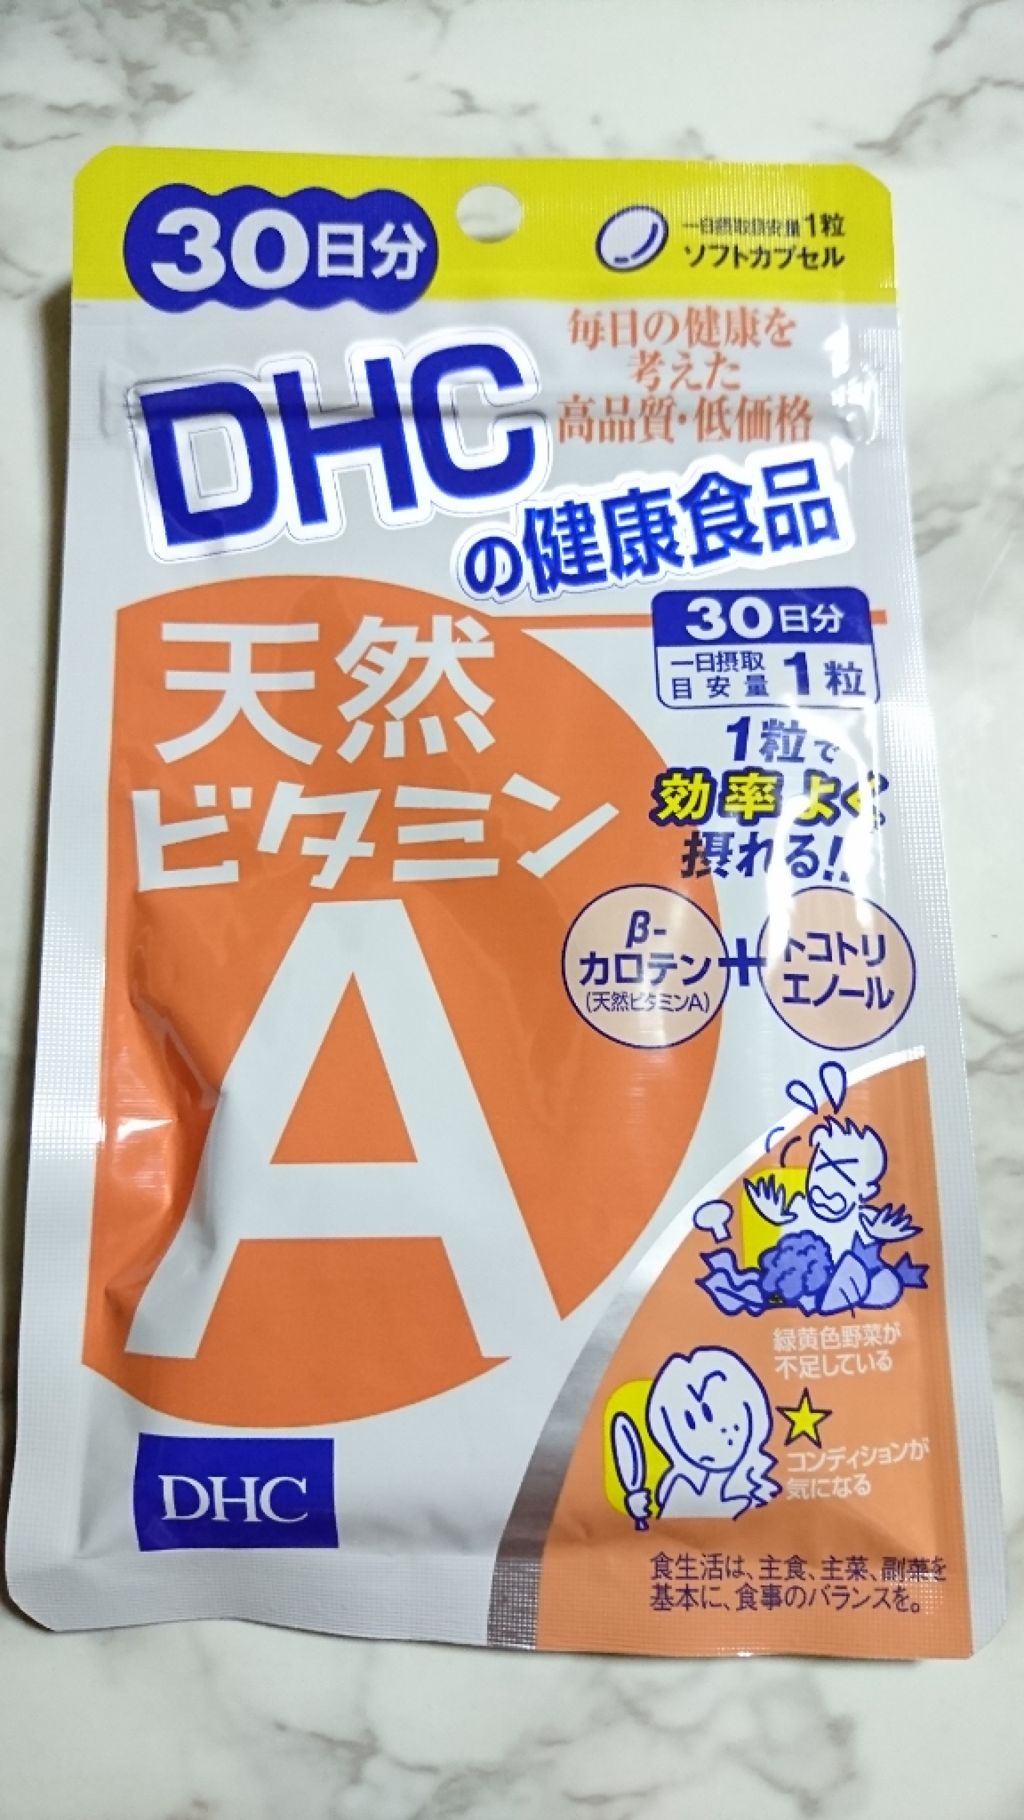 30日分
一日摂取目安量1粒
ソフトカプセル
毎日の健康を
考えた
高品質・低価格
DHC
の健康食品
30日分
一日摂取
目安量
1粒
天然
ビタミン
A
1粒で
効率よく
摂れる!!
β-
カロテン
(天然ビタミンA)
+
トコトリ
エノール
緑黄色野菜が
不足している
コンディションが
気になる
DHC
食生活は、主食、主菜、副菜を
基本に、食事のバランスを。